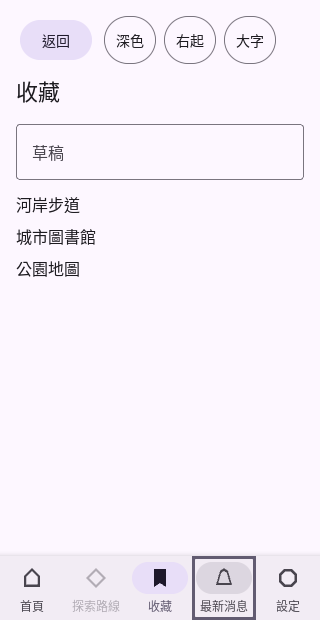 返回 深色 右起 大字
收藏
草稿
河岸步道
城市圖書館
公園地圖
首頁 探索路線 收藏 最新消息 設定